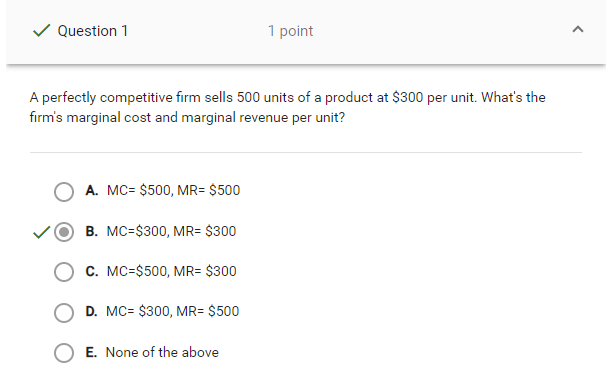 Question 1
1 point
A perfectly competitive firm sells 500 units of a product at $300 per unit. What's the
firm's marginal cost and marginal revenue per unit?
A. MC= $500, MR= $500
B. MC=$300, MR= $300
C. MC=$500, MR= $300
D. MC= $300, MR= $500
E. None of the above